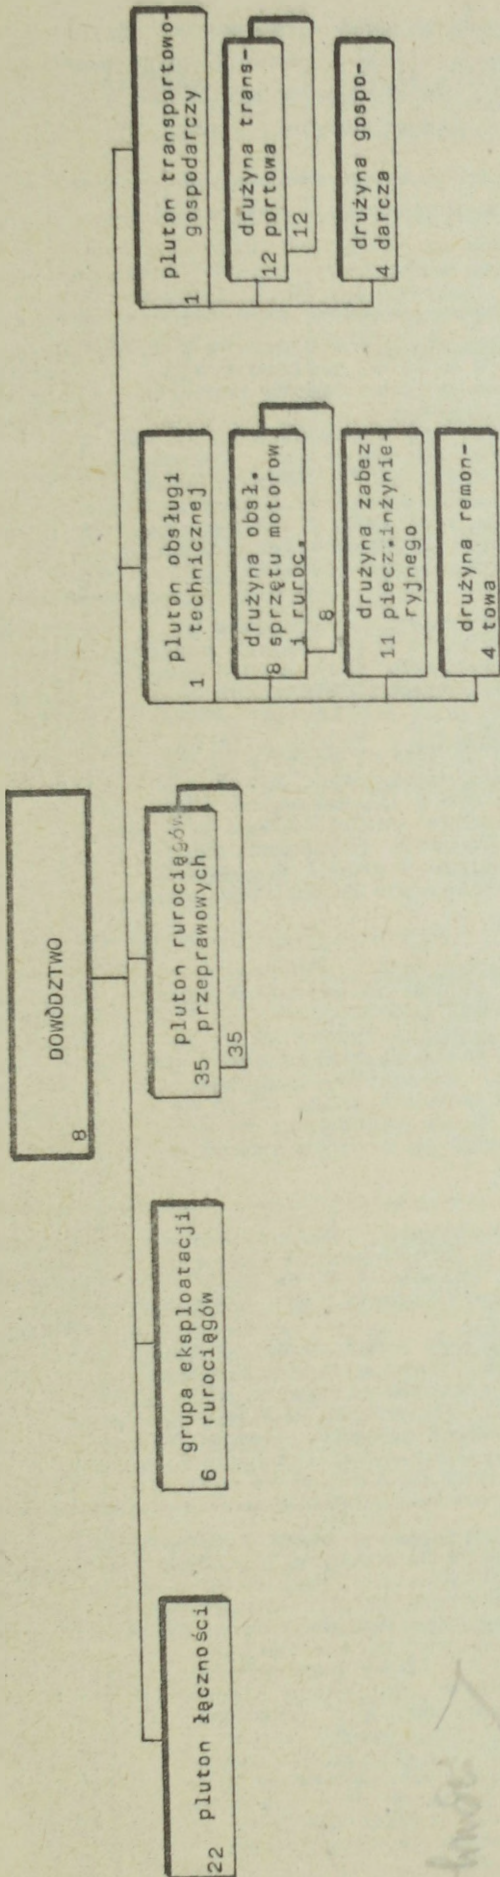 DOWÓDZTWO
8
pluton łączności
22
grupa eksploatacji
rurociągów
6
pluton rurociągów
przeprawowych
35
35
pluton obsługi
technicznej
1
drużyna obsł.
sprzętu motorow.
i ruroc.
8
8
drużyna zabez-
piecz.inżynie-
ryjnego
11
drużyna remon-
towa
4
pluton transportowo-
gospodarczy
1
drużyna trans-
portowa
12
12
drużyna gospo-
darcza
4